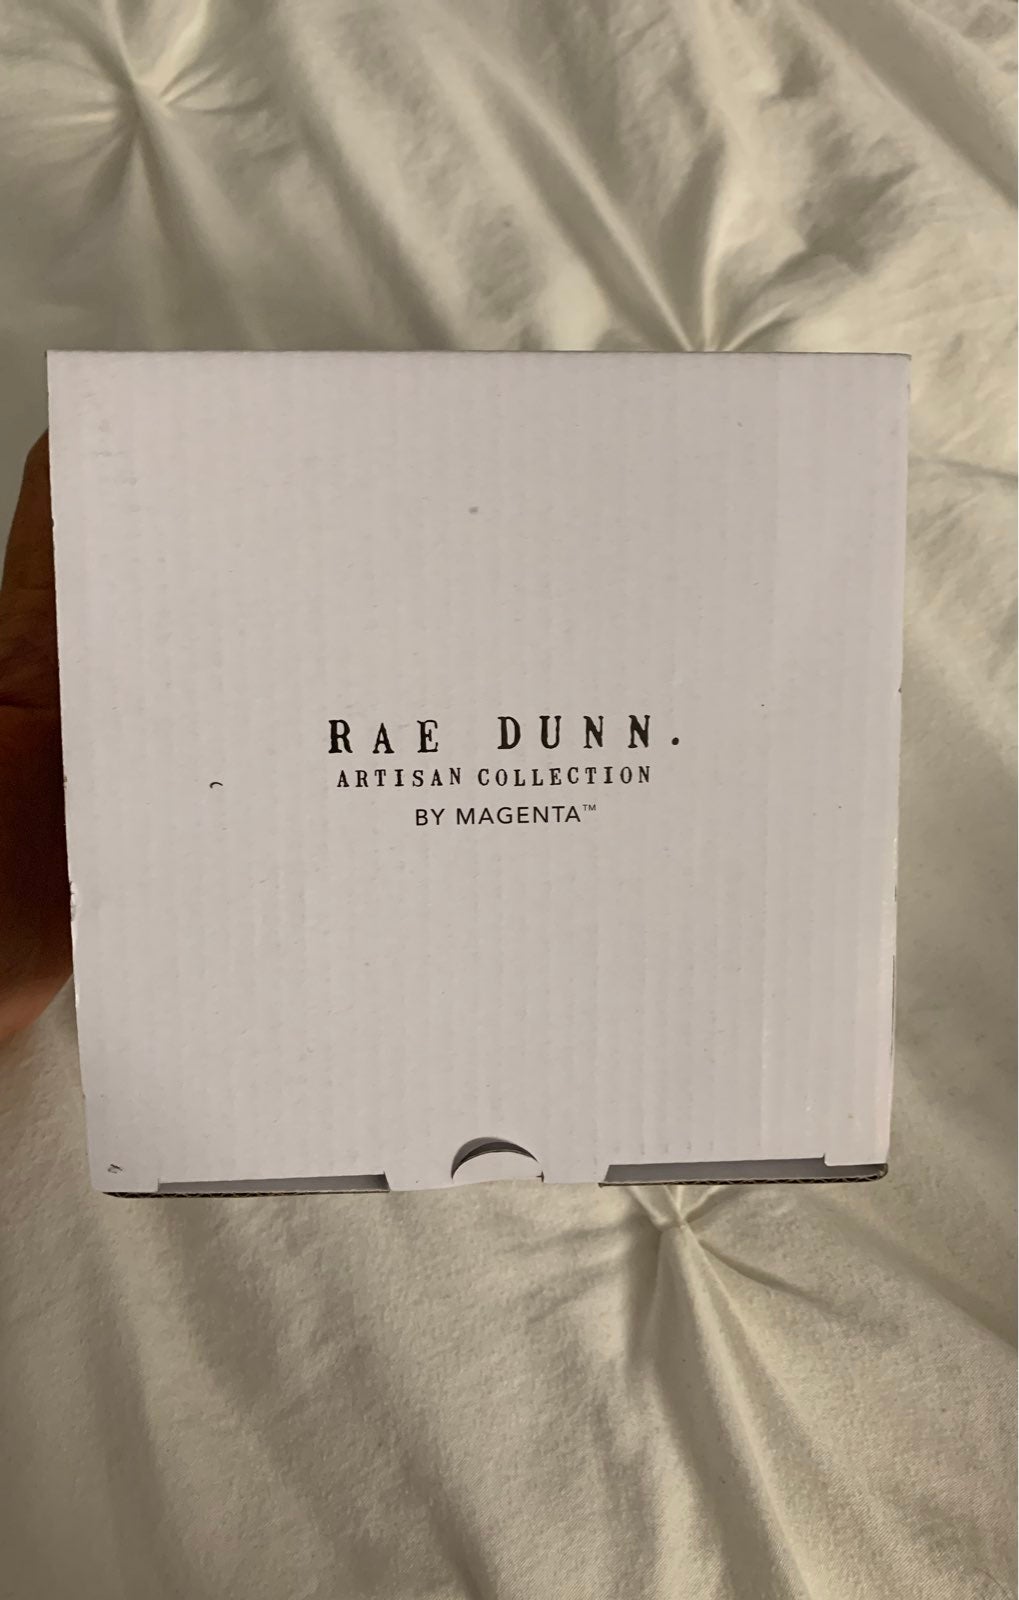 RAE DUNN.
ARTISAN COLLECTION
BY MAGENTA™